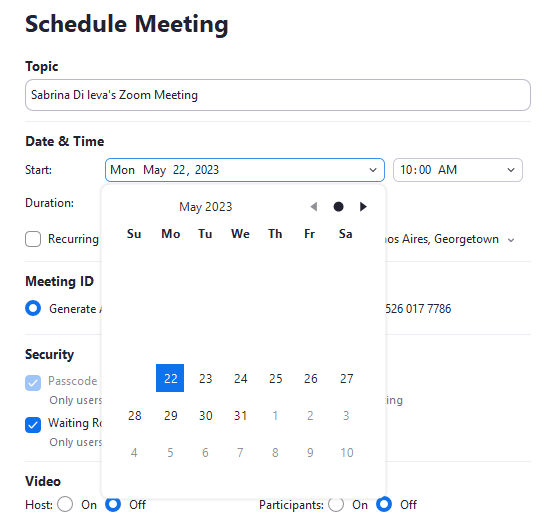 Schedule Meeting
Topic
Sabrina Di Ieva's Zoom Meeting
Date & Time
Start: Mon May 22, 2023 10:00 AM
Duration:
May 2023
Su Mo Tu We Th Fr Sa
Recurring os Aires, Georgetown
Meeting ID
Generate A 526 017 7786
Security
22 23 24 25 26 27
Passcode
Only users ing
28 29 30 31 1 2 3
Waiting Ro
Only users
4 5 6 7 8 9 10
Video
Host: On Off Participants: On Off